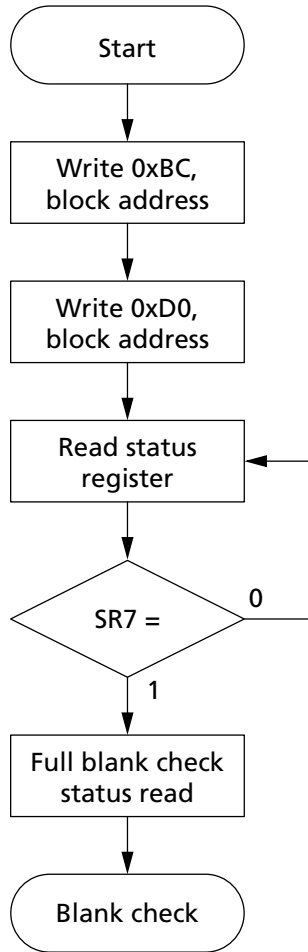 Start
Write 0xBC,
block address
Write 0xD0,
block address
Read status
register
SR7 =
0
1
Full blank check
status read
Blank check